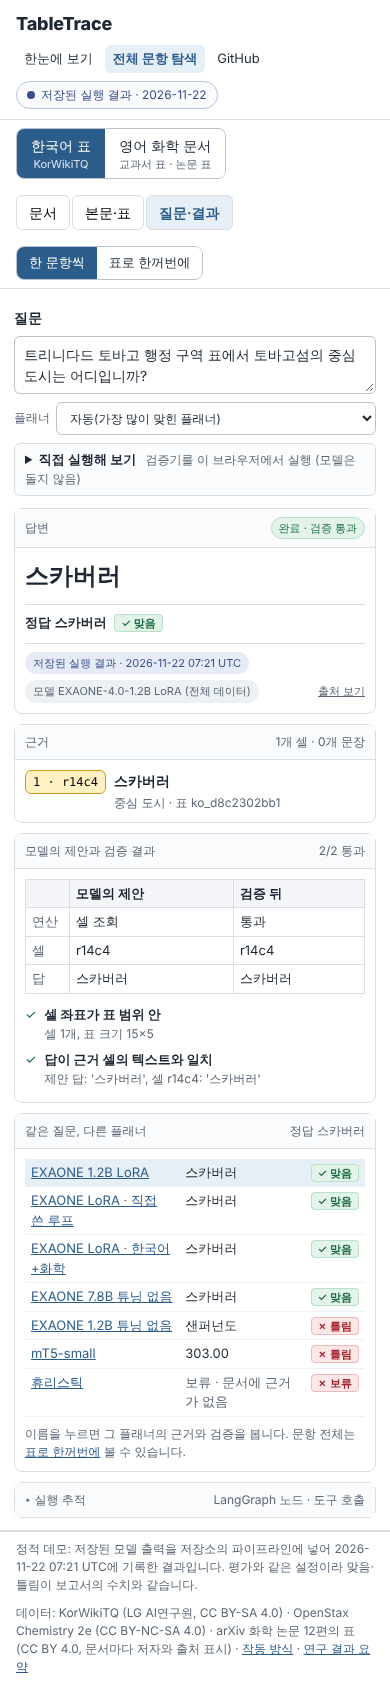 TableTrace
한눈에 보기 전체 문항 탐색 GitHub
저장된 실행 결과 · 2026-11-22
한국어 표 영어 화학 문서
KorWikiTQ 교과서 표 · 논문 표
문서 본문·표 질문·결과
한 문항씩 표로 한꺼번에
질문
트리니다드 토바고 행정 구역 표에서 토바고섬의 중심
도시는 어디입니까?
플래너 자동(가장 많이 맞힌 플래너)
▶ 직접 실행해 보기 검증기를 이 브라우저에서 실행 (모델은
돌지 않음)
답변 완료 · 검증 통과
스카버러
정답 스카버러 ✓ 맞음
저장된 실행 결과 · 2026-11-22 07:21 UTC
모델 EXAONE-4.0-1.2B LoRA (전체 데이터) 출처 보기
근거 1개 셀 · 0개 문장
1 · r14c4 스카버러
중심 도시 · 표 ko_d8c2302bb1
모델의 제안과 검증 결과 2/2 통과
모델의 제안 검증 뒤
연산 셀 조회 통과
셀 r14c4 r14c4
답 스카버러 스카버러
✓ 셀 좌표가 표 범위 안
셀 1개, 표 크기 15×5
✓ 답이 근거 셀의 텍스트와 일치
제안 답: '스카버러', 셀 r14c4: '스카버러'
같은 질문, 다른 플래너 정답 스카버러
EXAONE 1.2B LoRA 스카버러 ✓ 맞음
EXAONE LoRA · 직접 스카버러 ✓ 맞음
쓴 루프
EXAONE LoRA · 한국어 스카버러 ✓ 맞음
+화학
EXAONE 7.8B 튜닝 없음 스카버러 ✓ 맞음
EXAONE 1.2B 튜닝 없음 샌퍼넌도 × 틀림
mT5-small 303.00 × 틀림
휴리스틱 보류 · 문서에 근거 × 보류
가 없음
이름을 누르면 그 플래너의 근거와 검증을 봅니다. 문항 전체는
표로 한꺼번에 볼 수 있습니다.
▸ 실행 추적 LangGraph 노드 · 도구 호출
정적 데모: 저장된 모델 출력을 저장소의 파이프라인에 넣어 2026-
11-22 07:21 UTC에 기록한 결과입니다. 평가와 같은 설정이라 맞음·
틀림이 보고서의 수치와 같습니다.
데이터: KorWikiTQ (LG AI연구원, CC BY-SA 4.0) · OpenStax
Chemistry 2e (CC BY-NC-SA 4.0) · arXiv 화학 논문 12편의 표
(CC BY 4.0, 문서마다 저자와 출처 표시) · 작동 방식 · 연구 결과 요
약